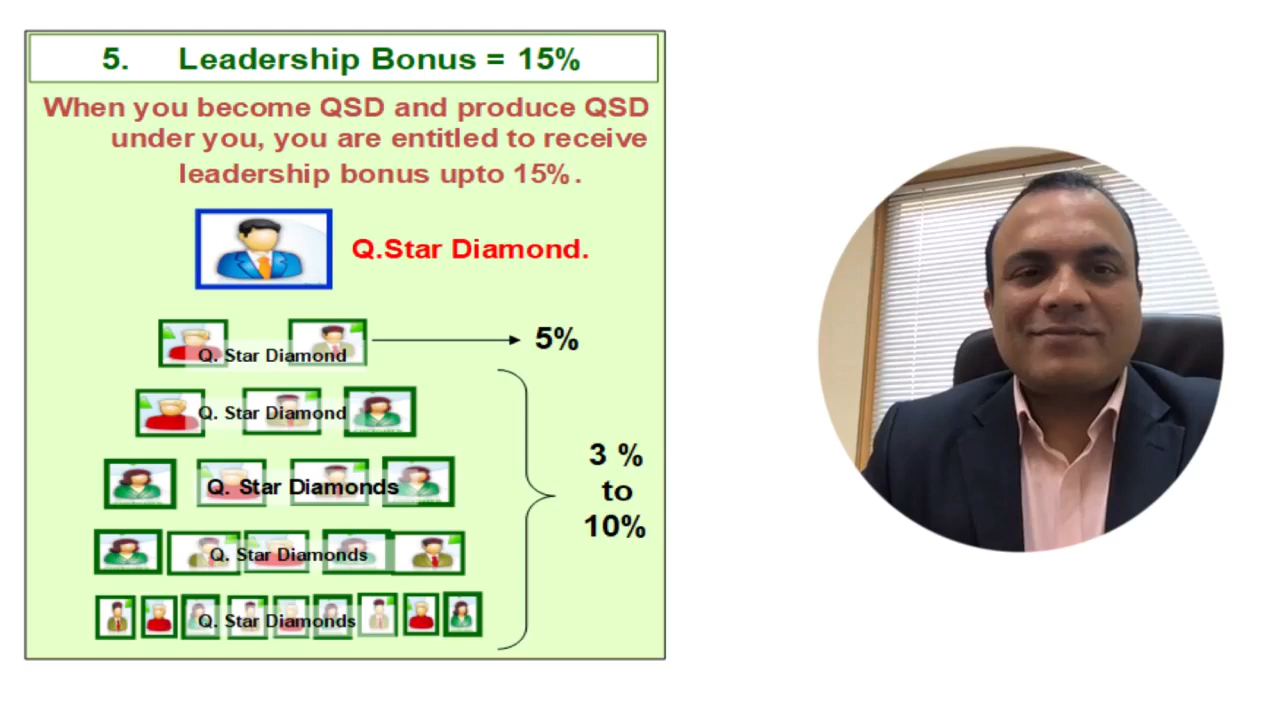 5. Leadership Bonus = 15%
When you become QSD and produce QSD
under you, you are entitled to receive
leadership bonus upto 15%.
Q.Star Diamond.
Q. Star Diamond
5%
Q. Star Diamond
Q. Star Diamonds
3 %
to
10%
Q. Star Diamonds
Q. Star Diamonds